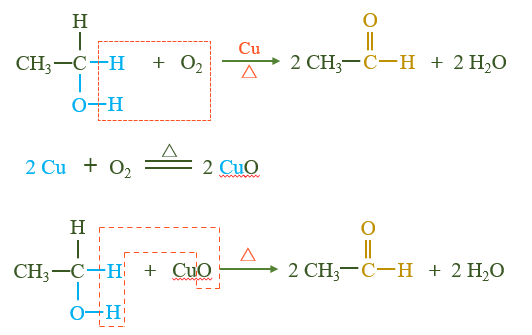 H
O
CH₃—C—H + O₂ Cu △ 2 CH₃—C—H + 2 H₂O
O—H
2 Cu + O₂ △ 2 CuO
H
O
CH₃—C—H + CuO △ 2 CH₃—C—H + 2 H₂O
O—H